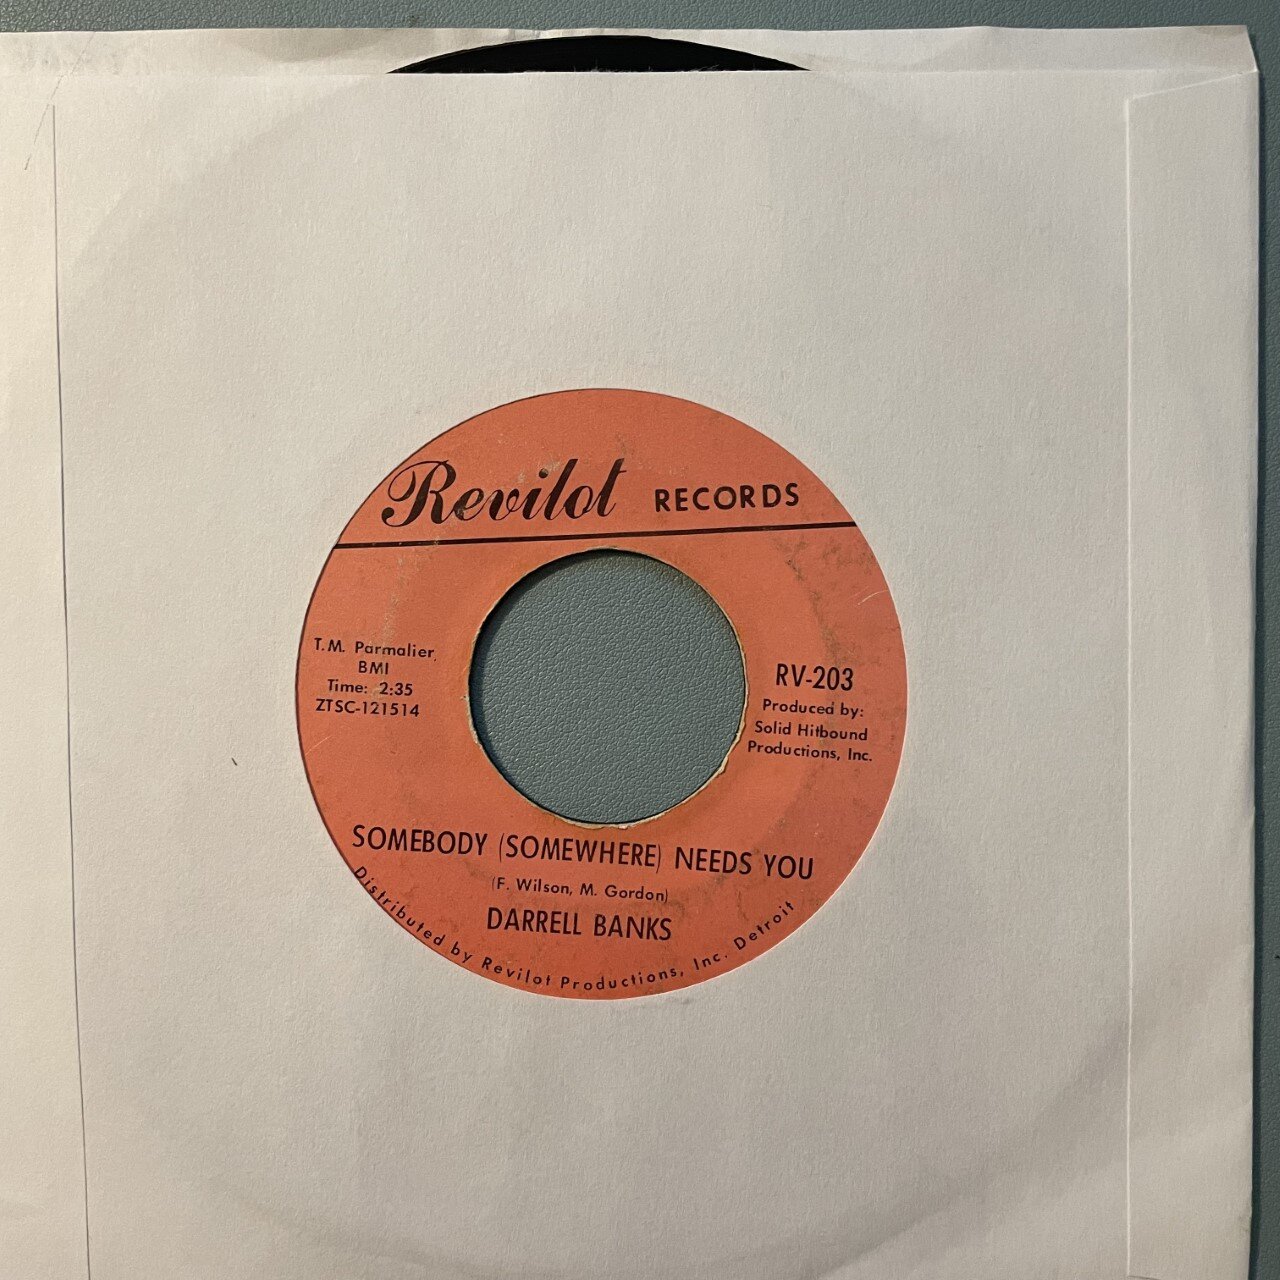 Revilot RECORDS
T.M. Parmalier,
BMI
Time: 2:35
ZTSC-121514
RV-203
Produced by:
Solid Hitbound
Productions, Inc.
SOMEBODY (SOMEWHERE) NEEDS YOU
(F. Wilson, M. Gordon)
DARRELL BANKS
Distributed by Revilot Productions, Inc. Detroit